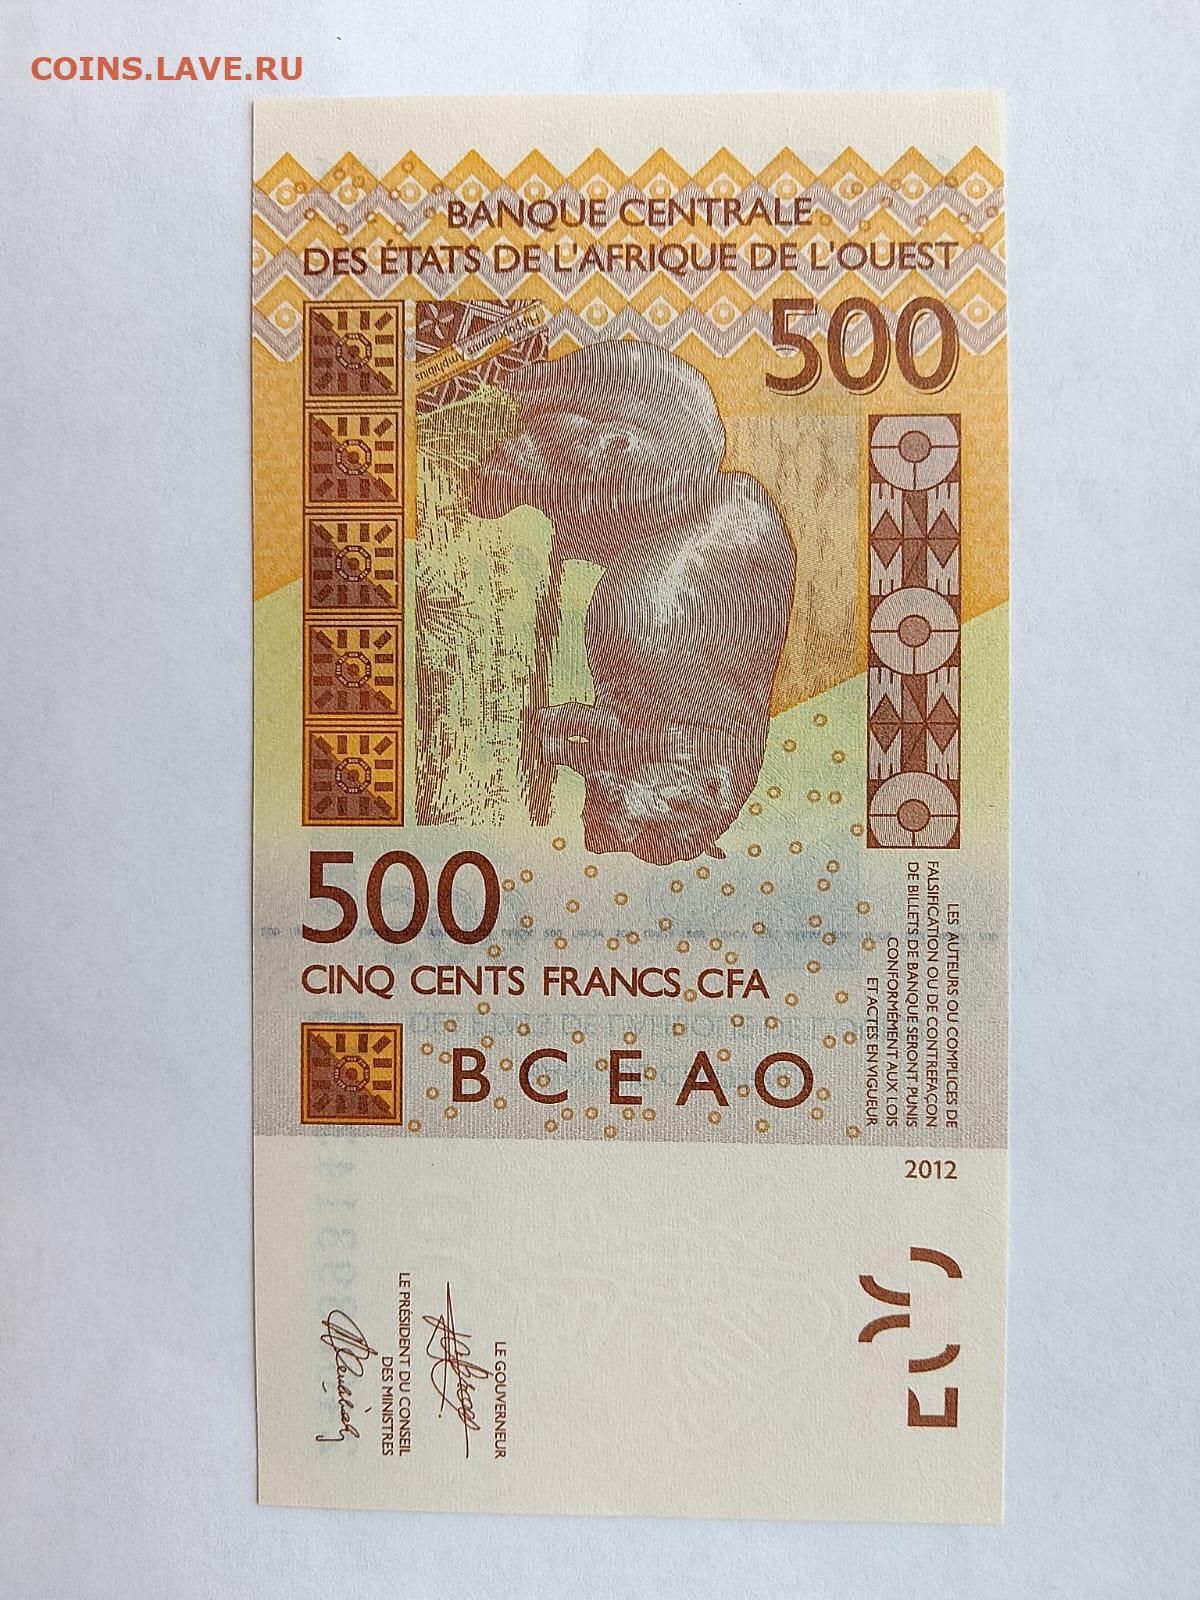 COINS.LAVE.RU
BANQUE CENTRALE
DES ÉTATS DE L'AFRIQUE DE L'OUEST
500
Hippopotamus Amphibius
500
CINQ CENTS FRANCS CFA
BCEAO
LES AUTEURS OU COMPLICES DE
FALSIFICATION OU DE CONTREFAÇON
DE BILLETS DE BANQUE SERONT PUNIS
CONFORMÉMENT AUX LOIS
ET ACTES EN VIGUEUR
2012
LE GOUVERNEUR
LE PRÉSIDENT DU CONSEIL
DES MINISTRES